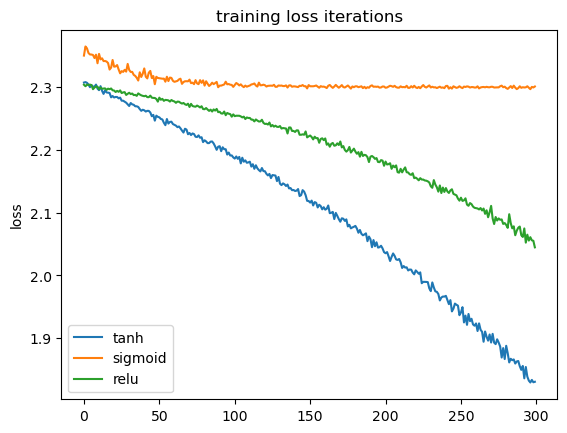 training loss iterations
loss
2.3
2.2
2.1
2.0
1.9
tanh
sigmoid
relu
0 50 100 150 200 250 300